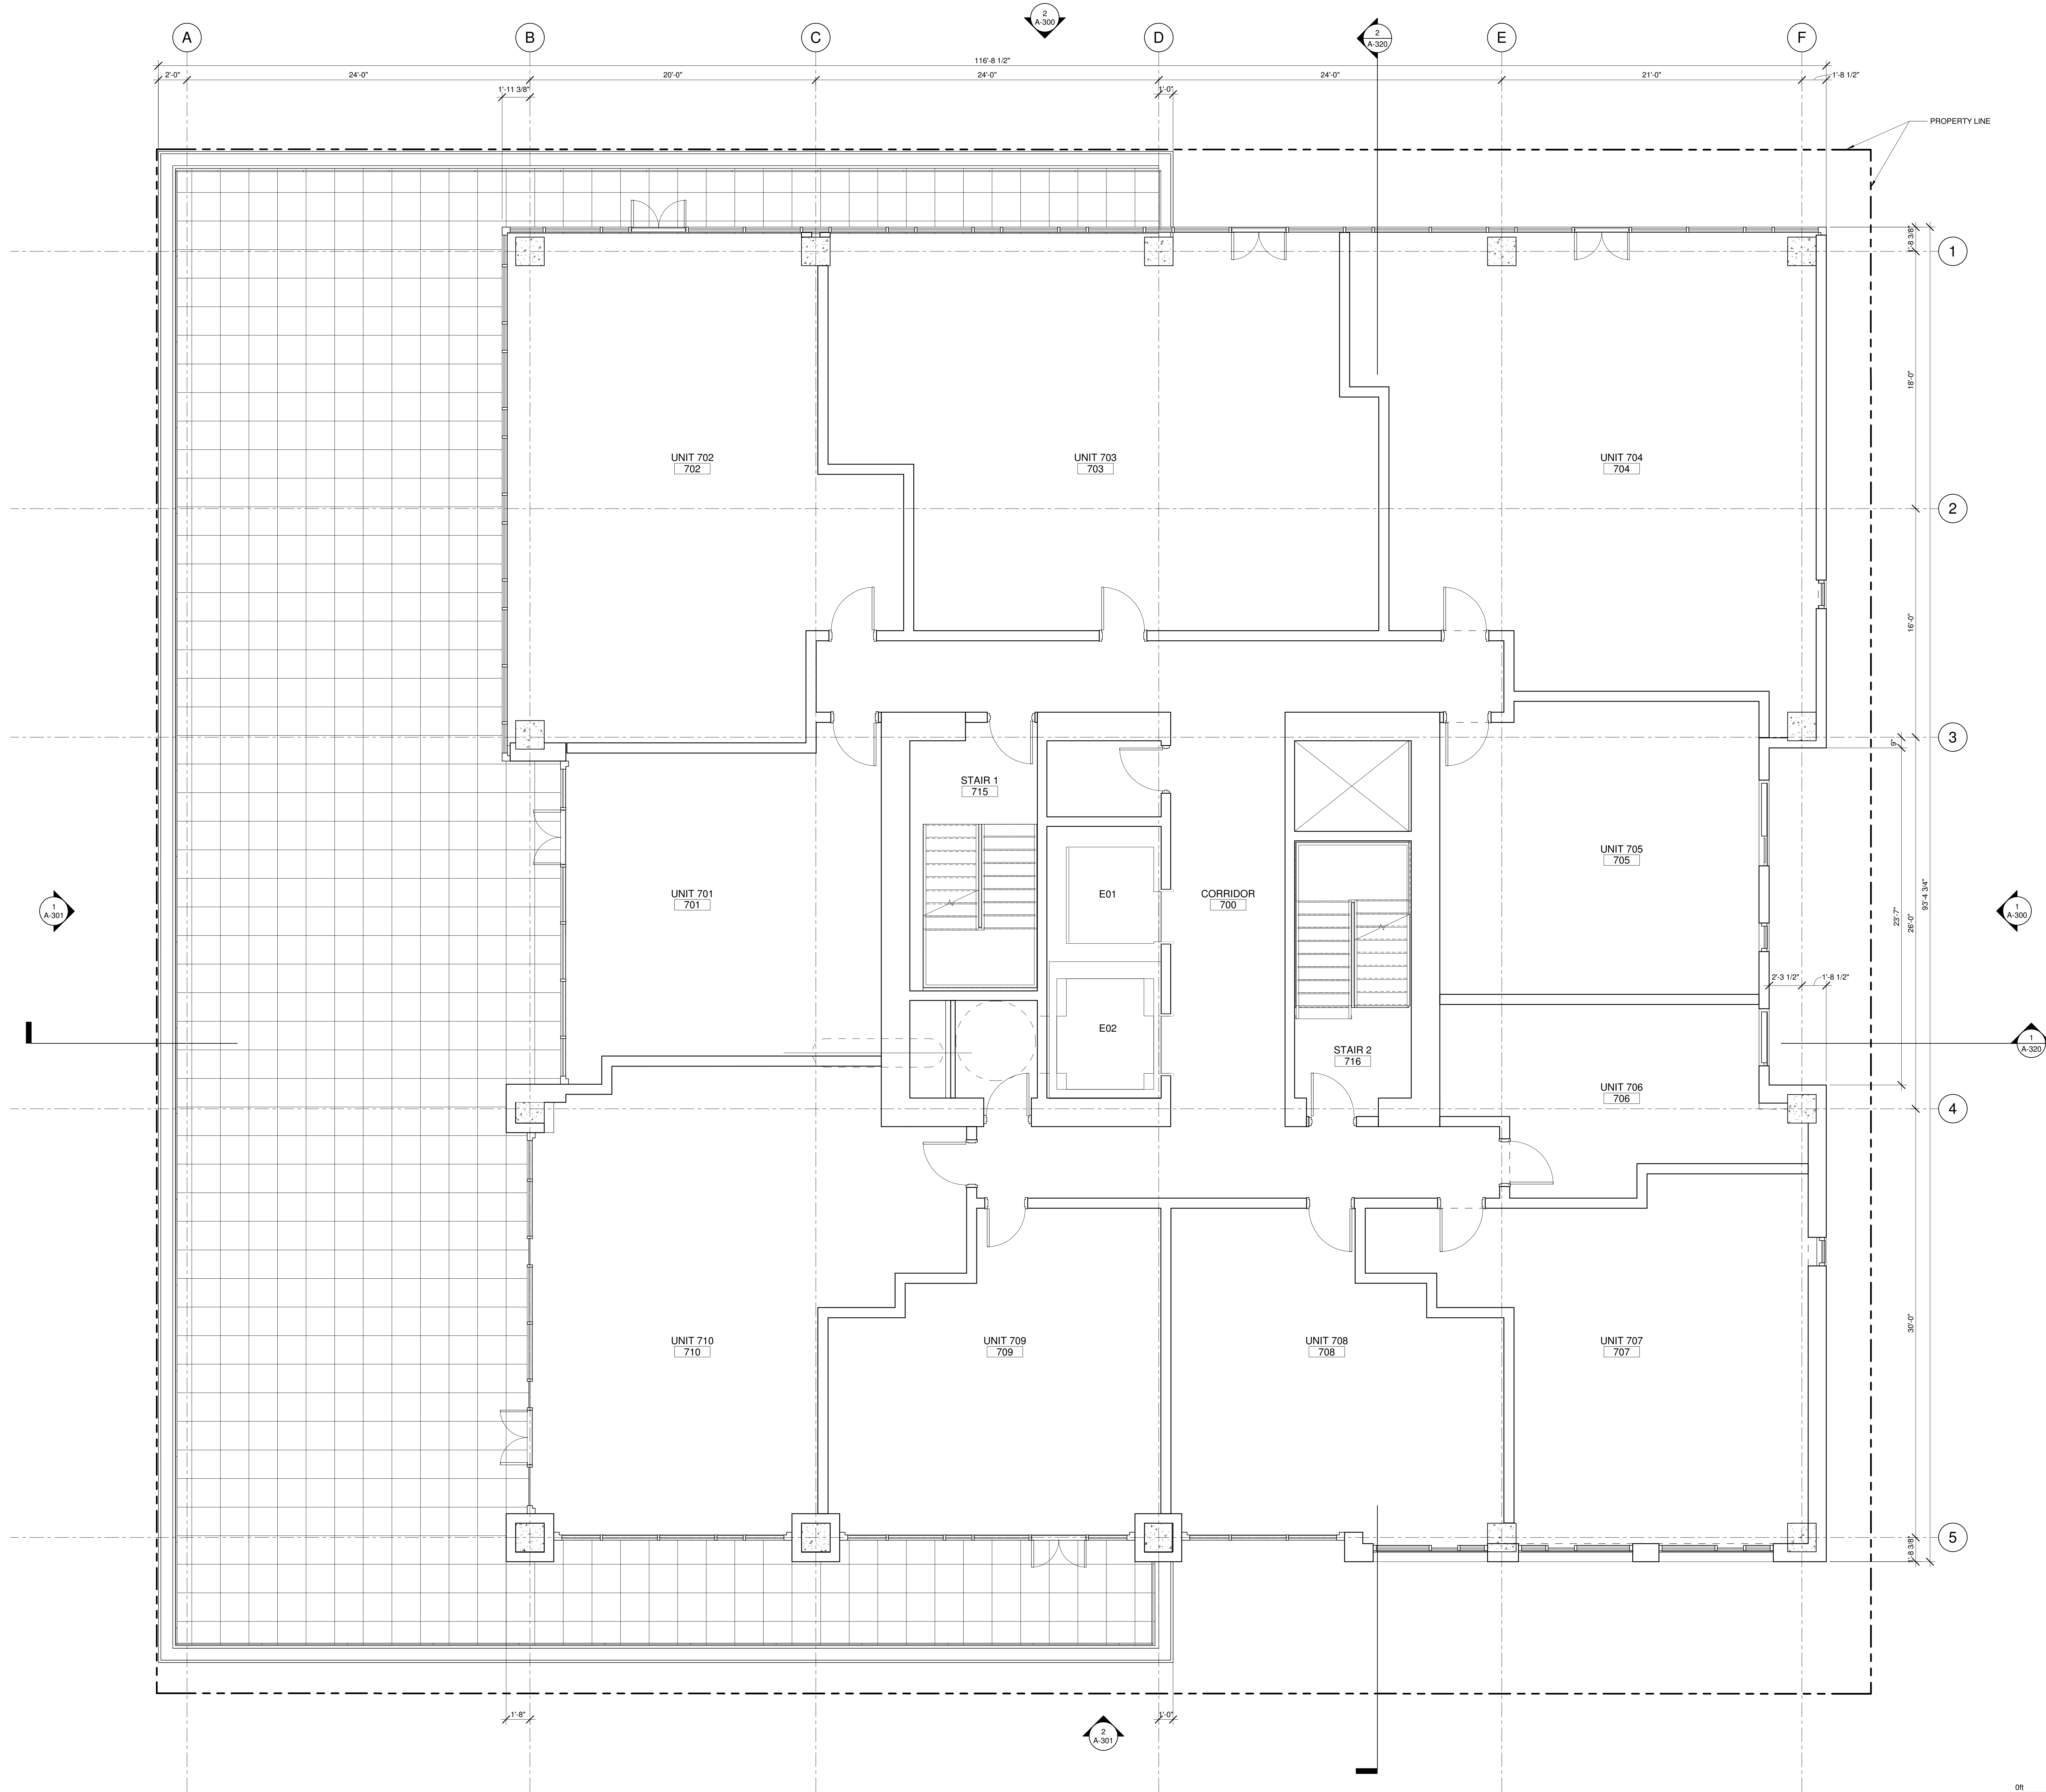 2
A-300
A
B
C
D
2
A-320
E
F
116'-8 1/2"
2'-0"
24'-0"
20'-0"
24'-0"
24'-0"
21'-0"
1'-8 1/2"
1'-11 3/8"
1'-0"
PROPERTY LINE
1'-8 3/8"
1
18'-0"
UNIT 702
702
UNIT 703
703
UNIT 704
704
2
16'-0"
3
9"
STAIR 1
715
UNIT 705
705
UNIT 701
701
E01
CORRIDOR
700
1
A-301
1
A-300
23'-7"
26'-0"
93'-4 3/4"
2'-3 1/2"
1'-8 1/2"
E02
STAIR 2
716
1
A-320
UNIT 706
706
4
UNIT 710
710
UNIT 709
709
UNIT 708
708
UNIT 707
707
30'-0"
5
1'-8 3/8"
1'-8"
1'-0"
2
A-301
0ft